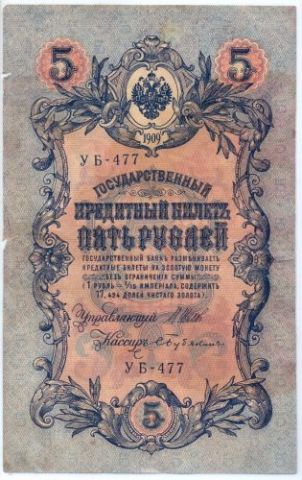 5 5
1909
УБ-477
ГОСУДАРСТВЕННЫЙ
КРЕДИТНЫЙ БИЛЕТЪ
ПЯТЬ РУБЛЕЙ
ГОСУДАРСТВЕННЫЙ БАНКЪ РАЗМѢНИВАЕТЪ
КРЕДИТНЫЕ БИЛЕТЫ НА ЗОЛОТУЮ МОНЕТУ
БЕЗЪ ОГРАНИЧЕНІЯ СУММЫ
(1 РУБЛЬ = 1/15 ИМПЕРІАЛА, СОДЕРЖИТЪ
17,424 ДОЛЕЙ ЧИСТАГО ЗОЛОТА).
Управляющій
Кассиръ
УБ-477
5